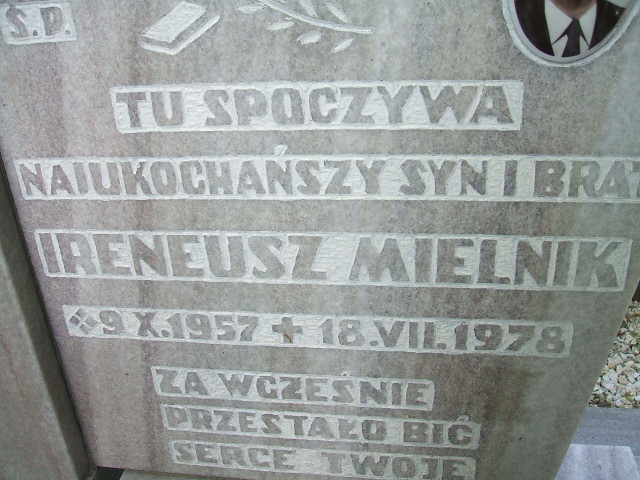 Ś.P.
TU SPOCZYWA
NAJUKOCHAŃSZY SYN I BRAT
IRENEUSZ MIELNIK
9.X.1957 + 18.VII.1978
ZA WCZEŚNIE
PRZESTAŁO BIĆ
SERCE TWOJE